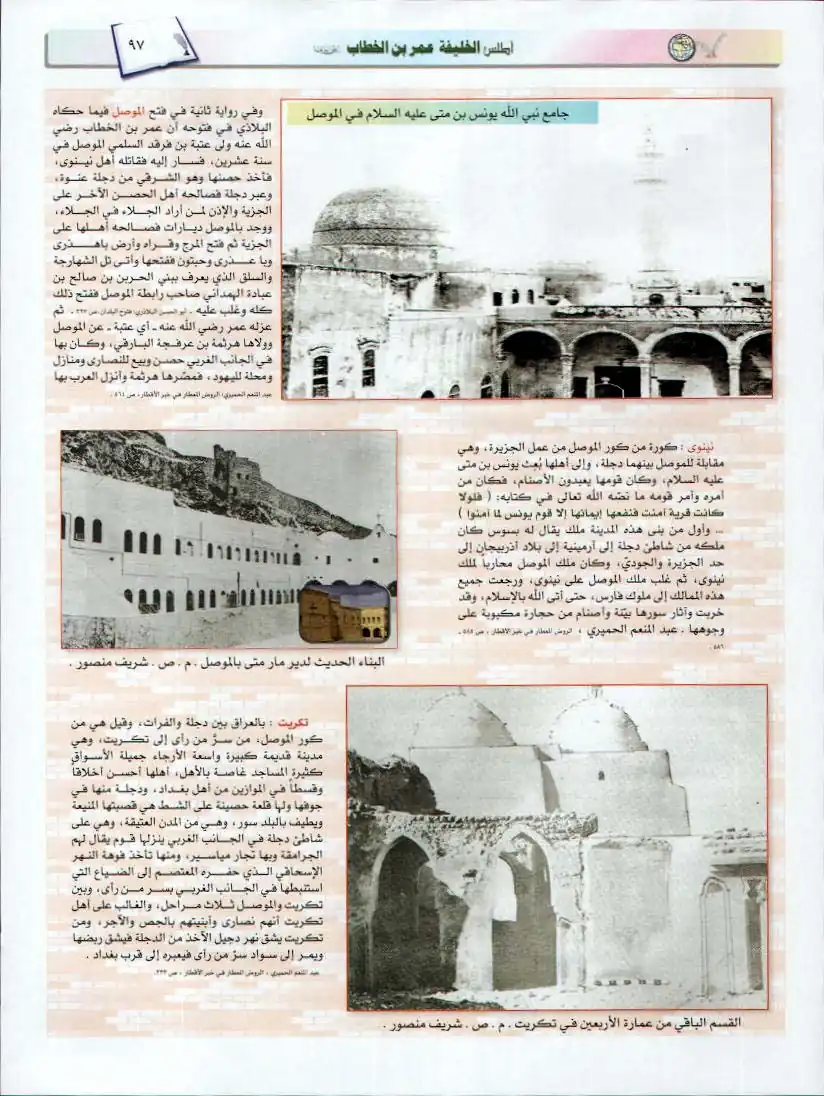 أطلس الخليفة عمر بن الخطاب
٩٧
جامع نبي الله يونس بن متى عليه السلام في الموصل
وفي رواية ثانية في فتح الموصل فيما حكاه
البلاذي في فتوحه أن عمر بن الخطاب رضي
الله عنه ولى عتبة بن فرقد السلمي الموصل في
سنة عشرين، فسار إليه فقاتله أهل نينوى،
فأخذ حصنها وهو الشرقي من دجلة عنوة،
وعبر دجلة فصالحه أهل الحصن الآخر على
الجزية والإذن لمن أراد الجلاء في الجلاء،
ووجد بالموصل ديارات فصالحه أهلها على
الجزية ثم فتح المرج وقراه وأرض باهذرى
وبا عذرى وحبتون ففتحها وأتى تل الشهارجة
والسلق الذي يعرف ببني الحربن بن صالح بن
عبادة الهمداني صاحب رابطة الموصل ففتح ذلك
كله وغلب عليه . أبو الحسن البلاذري: فتوح البلدان ص . ثم
عزله عمر رضي الله عنه ـ أي عتبة ـ عن الموصل
وولاها هرثمة بن عرفجة البارقي، وكان بها
في الجانب الغربي حصن وبيع للنصارى ومنازل
ومحلة لليهود، فمصّرها هرثمة وأنزل العرب بها
عبد المنعم الحميري: الروض المعطار في خبر الأقطار، ص ٥٦٤ .
نينوى : كورة من كور الموصل من عمل الجزيرة، وهي
مقابلة للموصل بينهما دجلة، وإلى أهلها بُعث يونس بن متى
عليه السلام، وكان قومها يعبدون الأصنام، فكان من
أمره وأمر قومه ما نصّه الله تعالى في كتابه: ( فلولا
كانت قرية آمنت فنفعها إيمانها إلا قوم يونس لما آمنوا )
... وأول من بنى هذه المدينة ملك يقال له بسوس كان
ملكه من شاطئ دجلة إلى أرمينية إلى بلاد أذربيجان إلى
حد الجزيرة والجوديّ، وكان ملك الموصل محارباً لملك
نينوى، ثم غلب ملك الموصل على نينوى، ورجعت جميع
هذه الممالك إلى ملوك فارس، حتى أتى الله بالإسلام، وقد
خربت وآثار سورها بيّنة وأصنام من حجارة مكبوبة على
وجوهها . عبد المنعم الحميري ، الروض المعطار في خبر الأقطار ، ص ٥٤٥ ـ
٥٤٦ .
البناء الحديث لدير مار متى بالموصل . م . ص . شريف منصور .
تكريت : بالعراق بين دجلة والفرات، وقيل هي من
كور الموصل، من سرّ من رأى إلى تكريت، وهي
مدينة قديمة كبيرة واسعة الأرجاء جميلة الأسواق
كثيرة المساجد غاصة بالأهل، أهلها أحسن أخلاقاً
وقسطاً في الموازين من أهل بغداد، ودجلة منها في
جوفها ولها قلعة حصينة على الشط هي قصبتها المنيعة
ويطيف بالبلد سور، وهي من المدن العتيقة، وهي على
شاطئ دجلة في الجانب الغربي ينزلها قوم يقال لهم
الجرامقة وبها تجار مياسير، ومنها تأخذ فوهة النهر
الإسحاقي الذي حفره المعتصم إلى الضياع التي
استنبطها في الجانب الغربي بسر من رأى، وبين
تكريت والموصل ثلاث مراحل، والغالب على أهل
تكريت أنهم نصارى وأبنيتهم بالجص والآجر، ومن
تكريت يشق نهر دجيل الآخذ من الدجلة فيشق ربضها
ويمر إلى سواد سرّ من رأى فيعبره إلى قرب بغداد .
عبد المنعم الحميري ، الروض المعطار في خبر الأقطار ، ص
القسم الباقي من عمارة الأربعين في تكريت . م . ص . شريف منصور .